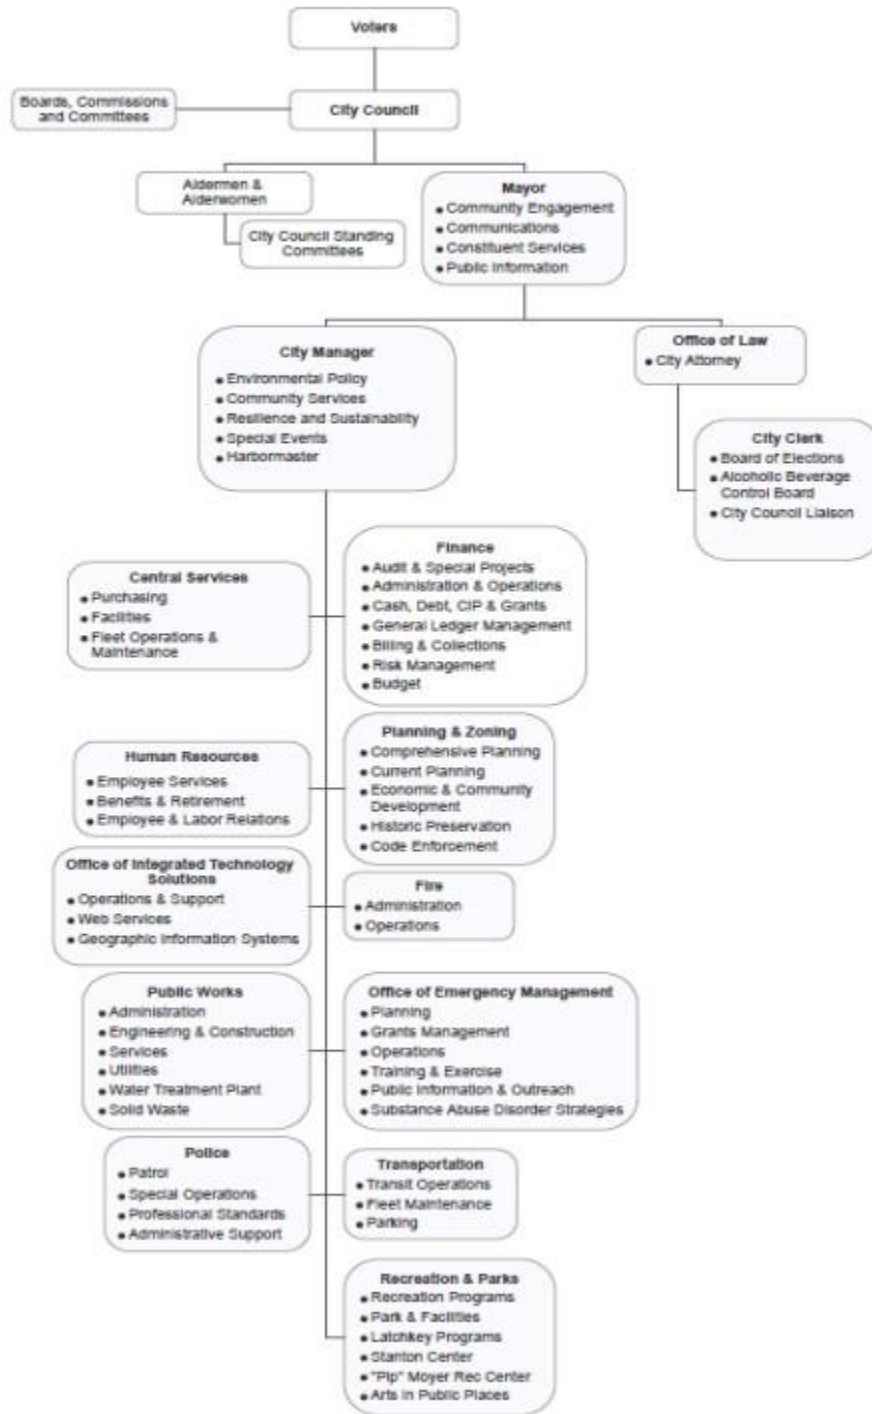 Voters
Boards, Commissions
and Committees
City Council
Aldermen &
Alderwomen
City Council Standing
Committees
Mayor
• Community Engagement
• Communications
• Constituent Services
• Public Information
City Manager
• Environmental Policy
• Community Services
• Resilience and Sustainability
• Special Events
• Harbormaster
Office of Law
• City Attorney
City Clerk
• Board of Elections
• Alcoholic Beverage
Control Board
• City Council Liaison
Central Services
• Purchasing
• Facilities
• Fleet Operations &
Maintenance
Finance
• Audit & Special Projects
• Administration & Operations
• Cash, Debt, CIP & Grants
• General Ledger Management
• Billing & Collections
• Risk Management
• Budget
Human Resources
• Employee Services
• Benefits & Retirement
• Employee & Labor Relations
Planning & Zoning
• Comprehensive Planning
• Current Planning
• Economic & Community
Development
• Historic Preservation
• Code Enforcement
Office of Integrated Technology
Solutions
• Operations & Support
• Web Services
• Geographic Information Systems
Fire
• Administration
• Operations
Public Works
• Administration
• Engineering & Construction
• Services
• Utilities
• Water Treatment Plant
• Solid Waste
Office of Emergency Management
• Planning
• Grants Management
• Operations
• Training & Exercise
• Public Information & Outreach
• Substance Abuse Disorder Strategies
Police
• Patrol
• Special Operations
• Professional Standards
• Administrative Support
Transportation
• Transit Operations
• Fleet Maintenance
• Parking
Recreation & Parks
• Recreation Programs
• Park & Facilities
• Latchkey Programs
• Stanton Center
• "Pip" Moyer Rec Center
• Arts in Public Places